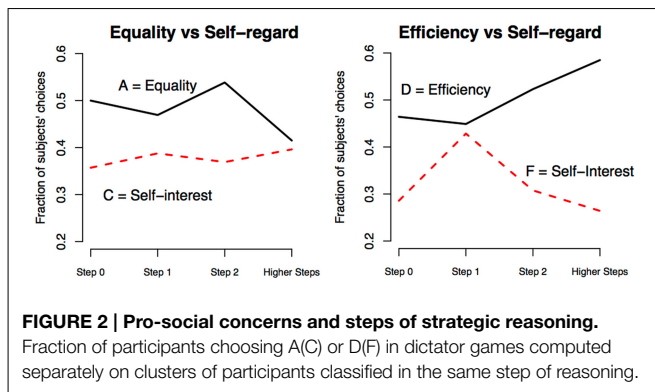 Equality vs Self-regard
Fraction of subjects' choices
0.6
0.5
0.4
0.3
0.2
A = Equality
C = Self-interest
Step 0 Step 1 Step 2 Higher Steps
Efficiency vs Self-regard
Fraction of subjects' choices
0.6
0.5
0.4
0.3
0.2
D = Efficiency
F = Self-Interest
Step 0 Step 1 Step 2 Higher Steps
FIGURE 2 | Pro-social concerns and steps of strategic reasoning.
Fraction of participants choosing A(C) or D(F) in dictator games computed
separately on clusters of participants classified in the same step of reasoning.